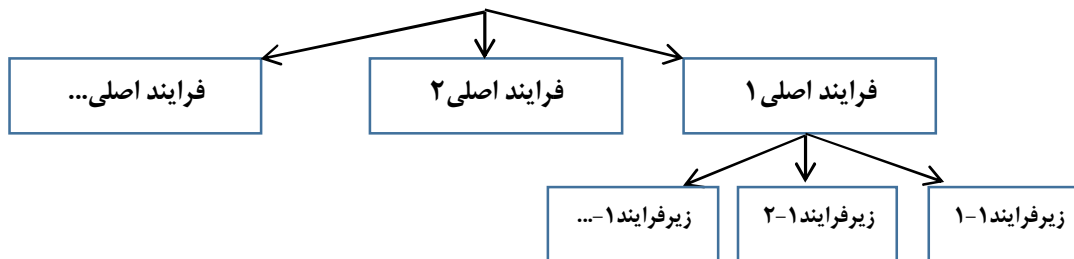 فرایند اصلی۱
فرایند اصلی۲
فرایند اصلی...
زیرفرایند۱-۱
زیرفرایند۱-۲
زیرفرایند۱-...